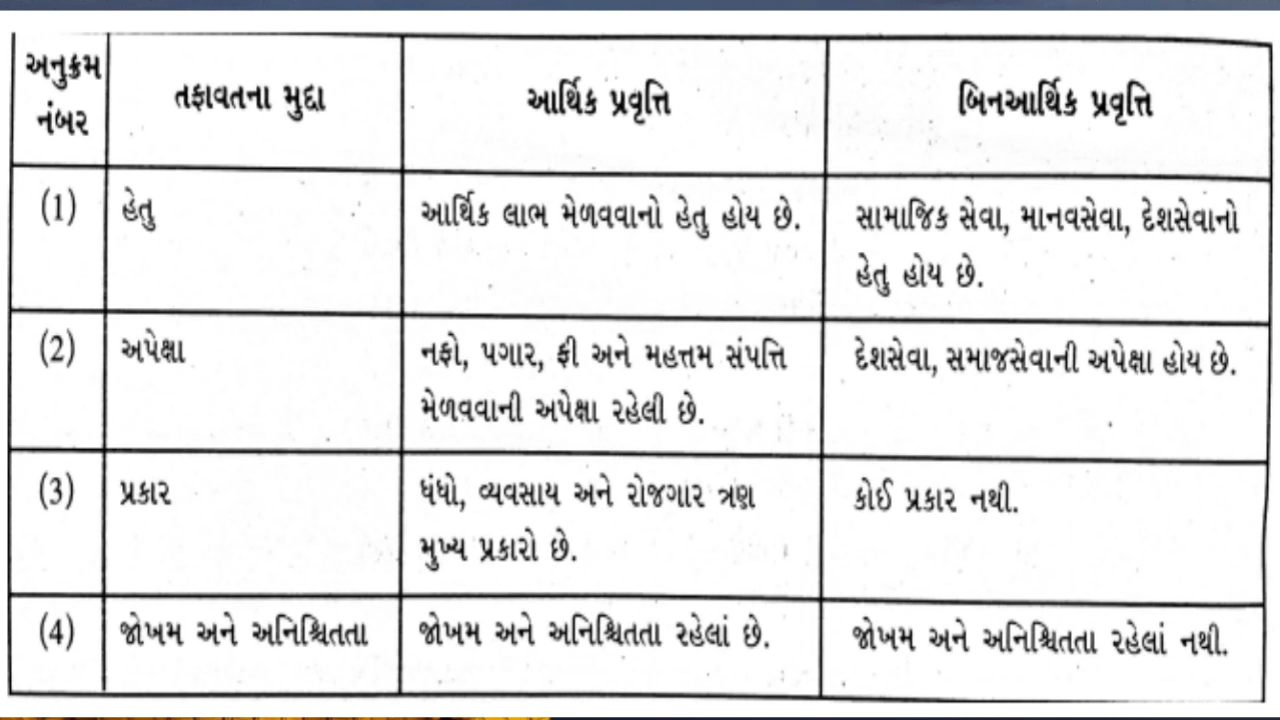 અનુક્રમ
નંબર
તફાવતના મુદ્દા
આર્થિક પ્રવૃત્તિ
બિનઆર્થિક પ્રવૃત્તિ
(1)
હેતુ
આર્થિક લાભ મેળવવાનો હેતુ હોય છે.
સામાજિક સેવા, માનવસેવા, દેશસેવાનો
હેતુ હોય છે.
(2)
અપેક્ષા
નફો, પગાર, ફી અને મહત્તમ સંપત્તિ
મેળવવાની અપેક્ષા રહેલી છે.
દેશસેવા, સમાજસેવાની અપેક્ષા હોય છે.
(3)
પ્રકાર
ધંધો, વ્યવસાય અને રોજગાર ત્રણ
મુખ્ય પ્રકારો છે.
કોઈ પ્રકાર નથી.
(4)
જોખમ અને અનિશ્ચિતતા
જોખમ અને અનિશ્ચિતતા રહેલાં છે.
જોખમ અને અનિશ્ચિતતા રહેલાં નથી.